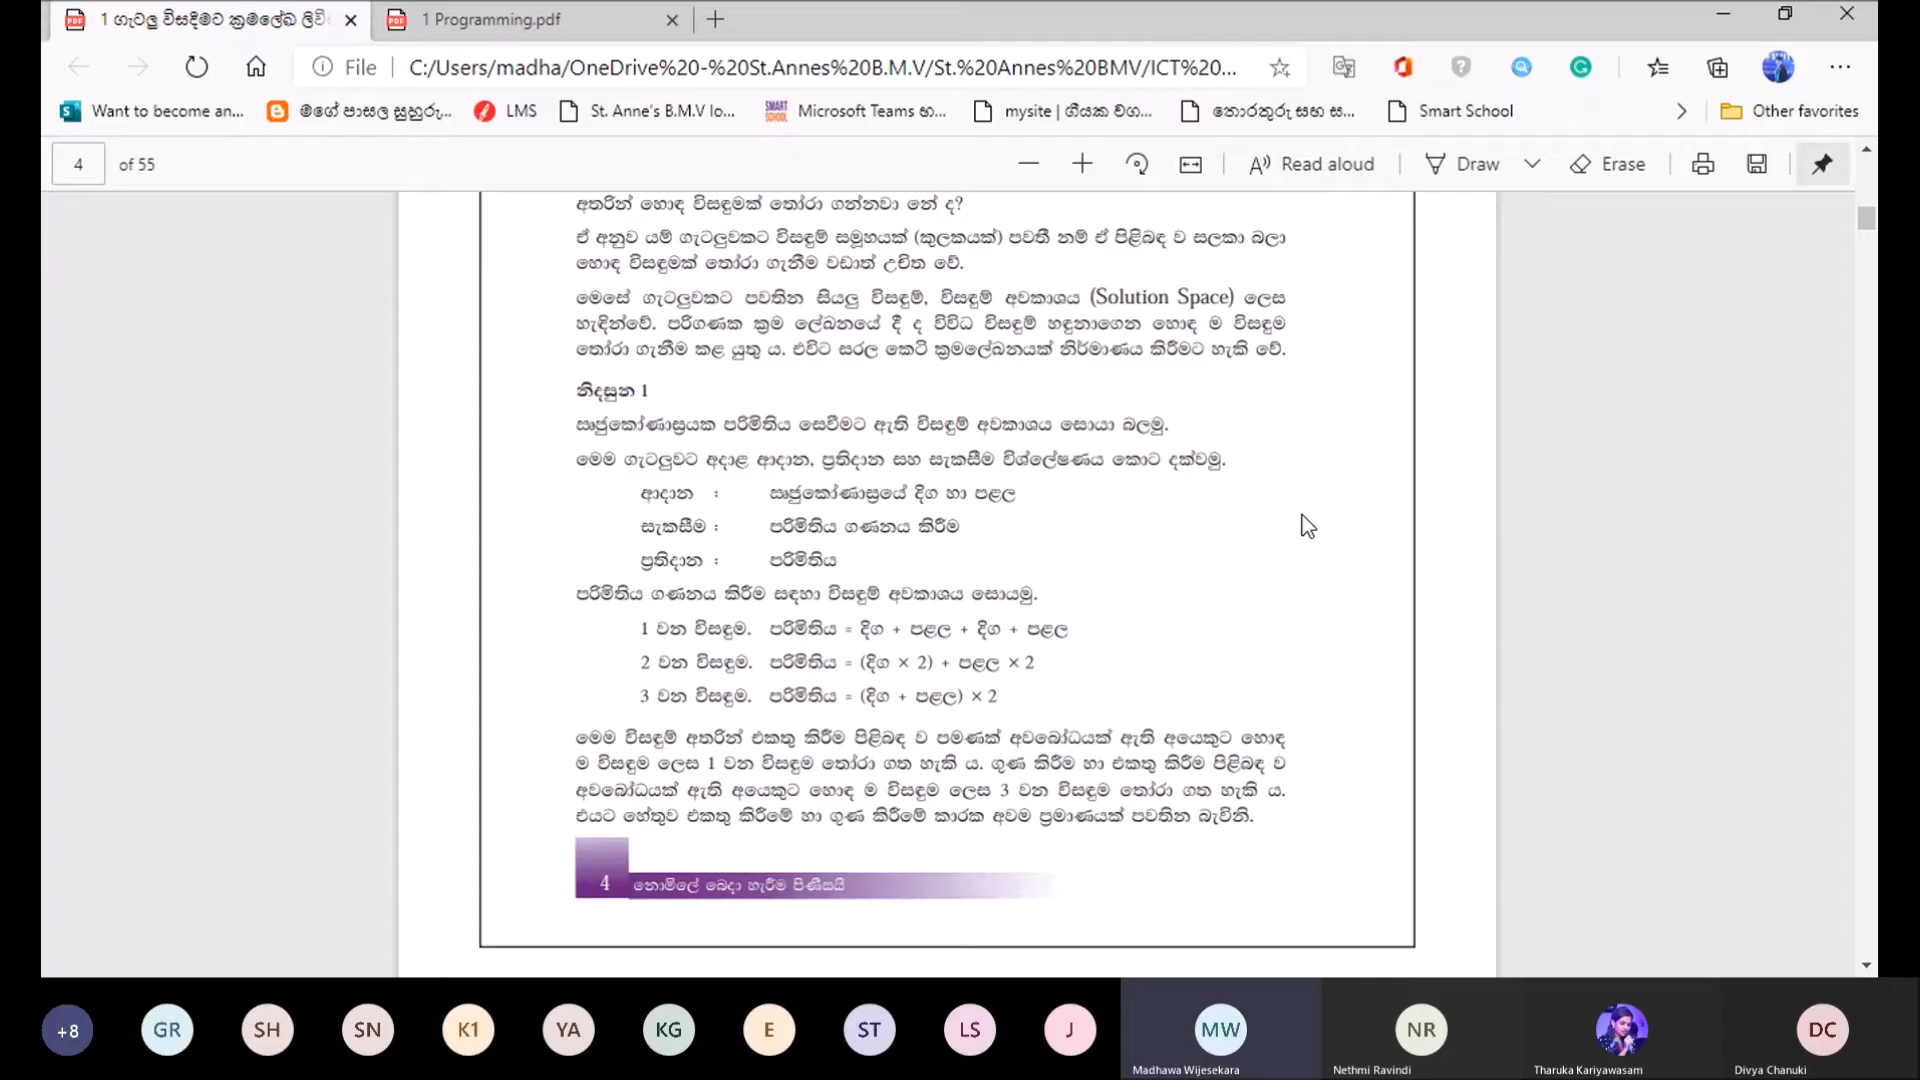 1 ගැටලු විසදීමට ක්‍රමලේඛ ලිවී
1 Programming.pdf
File
C:/Users/madha/OneDrive%20-%20St.Annes%20B.M.V/St.%20Annes%20BMV/ICT%20...
Want to become an...
මගේ පාසල සුහුරු...
LMS
St. Anne's B.M.V lo...
Microsoft Teams භ...
mysite | ගීයක වග...
තොරතුරු සහ ස...
Smart School
Other favorites
4 of 55
Read aloud
Draw
Erase
අතරින් හොඳ විසඳුමක් තෝරා ගන්නවා නේ ද?
ඒ අනුව යම් ගැටලුවකට විසඳුම් සමූහයක් (කුලකයක්) පවතී නම් ඒ පිළිබඳ ව සලකා බලා
හොඳ විසඳුමක් තෝරා ගැනීම වඩාත් උචිත වේ.
මෙසේ ගැටලුවකට පවතින සියලු විසඳුම්, විසඳුම් අවකාශය (Solution Space) ලෙස
හැඳින්වේ. පරිගණක ක්‍රම ලේඛනයේ දී ද විවිධ විසඳුම් හඳුනාගෙන හොඳ ම විසඳුම
තෝරා ගැනීම කළ යුතු ය. එවිට සරල කෙටි ක්‍රමලේඛනයක් නිර්මාණය කිරීමට හැකි වේ.
නිදසුන 1
සෘජුකෝණාස්‍රයක පරිමිතිය සෙවීමට ඇති විසඳුම් අවකාශය සොයා බලමු.
මෙම ගැටලුවට අදාළ ආදාන, ප්‍රතිදාන සහ සැකසීම විශ්ලේෂණය කොට දක්වමු.
ආදාන : සෘජුකෝණාස්‍රයේ දිග හා පළල
සැකසීම : පරිමිතිය ගණනය කිරීම
ප්‍රතිදාන : පරිමිතිය
පරිමිතිය ගණනය කිරීම සඳහා විසඳුම් අවකාශය සොයමු.
1 වන විසඳුම. පරිමිතිය = දිග + පළල + දිග + පළල
2 වන විසඳුම. පරිමිතිය = (දිග × 2) + පළල × 2
3 වන විසඳුම. පරිමිතිය = (දිග + පළල) × 2
මෙම විසඳුම් අතරින් එකතු කිරීම පිළිබඳ ව පමණක් අවබෝධයක් ඇති අයෙකුට හොඳ
ම විසඳුම ලෙස 1 වන විසඳුම තෝරා ගත හැකි ය. ගුණ කිරීම හා එකතු කිරීම පිළිබඳ ව
අවබෝධයක් ඇති අයෙකුට හොඳ ම විසඳුම ලෙස 3 වන විසඳුම තෝරා ගත හැකි ය.
එයට හේතුව එකතු කිරීමේ හා ගුණ කිරීමේ කාරක අවම ප්‍රමාණයක් පවතින බැවිනි.
4 නොමිලේ බෙදා හැරීම පිණිසයි
+8 GR SH SN K1 YA KG E ST LS J MW NR DC
Madhawa Wijesekara
Nethmi Ravindi
Tharuka Kariyawasam
Divya Chanuki